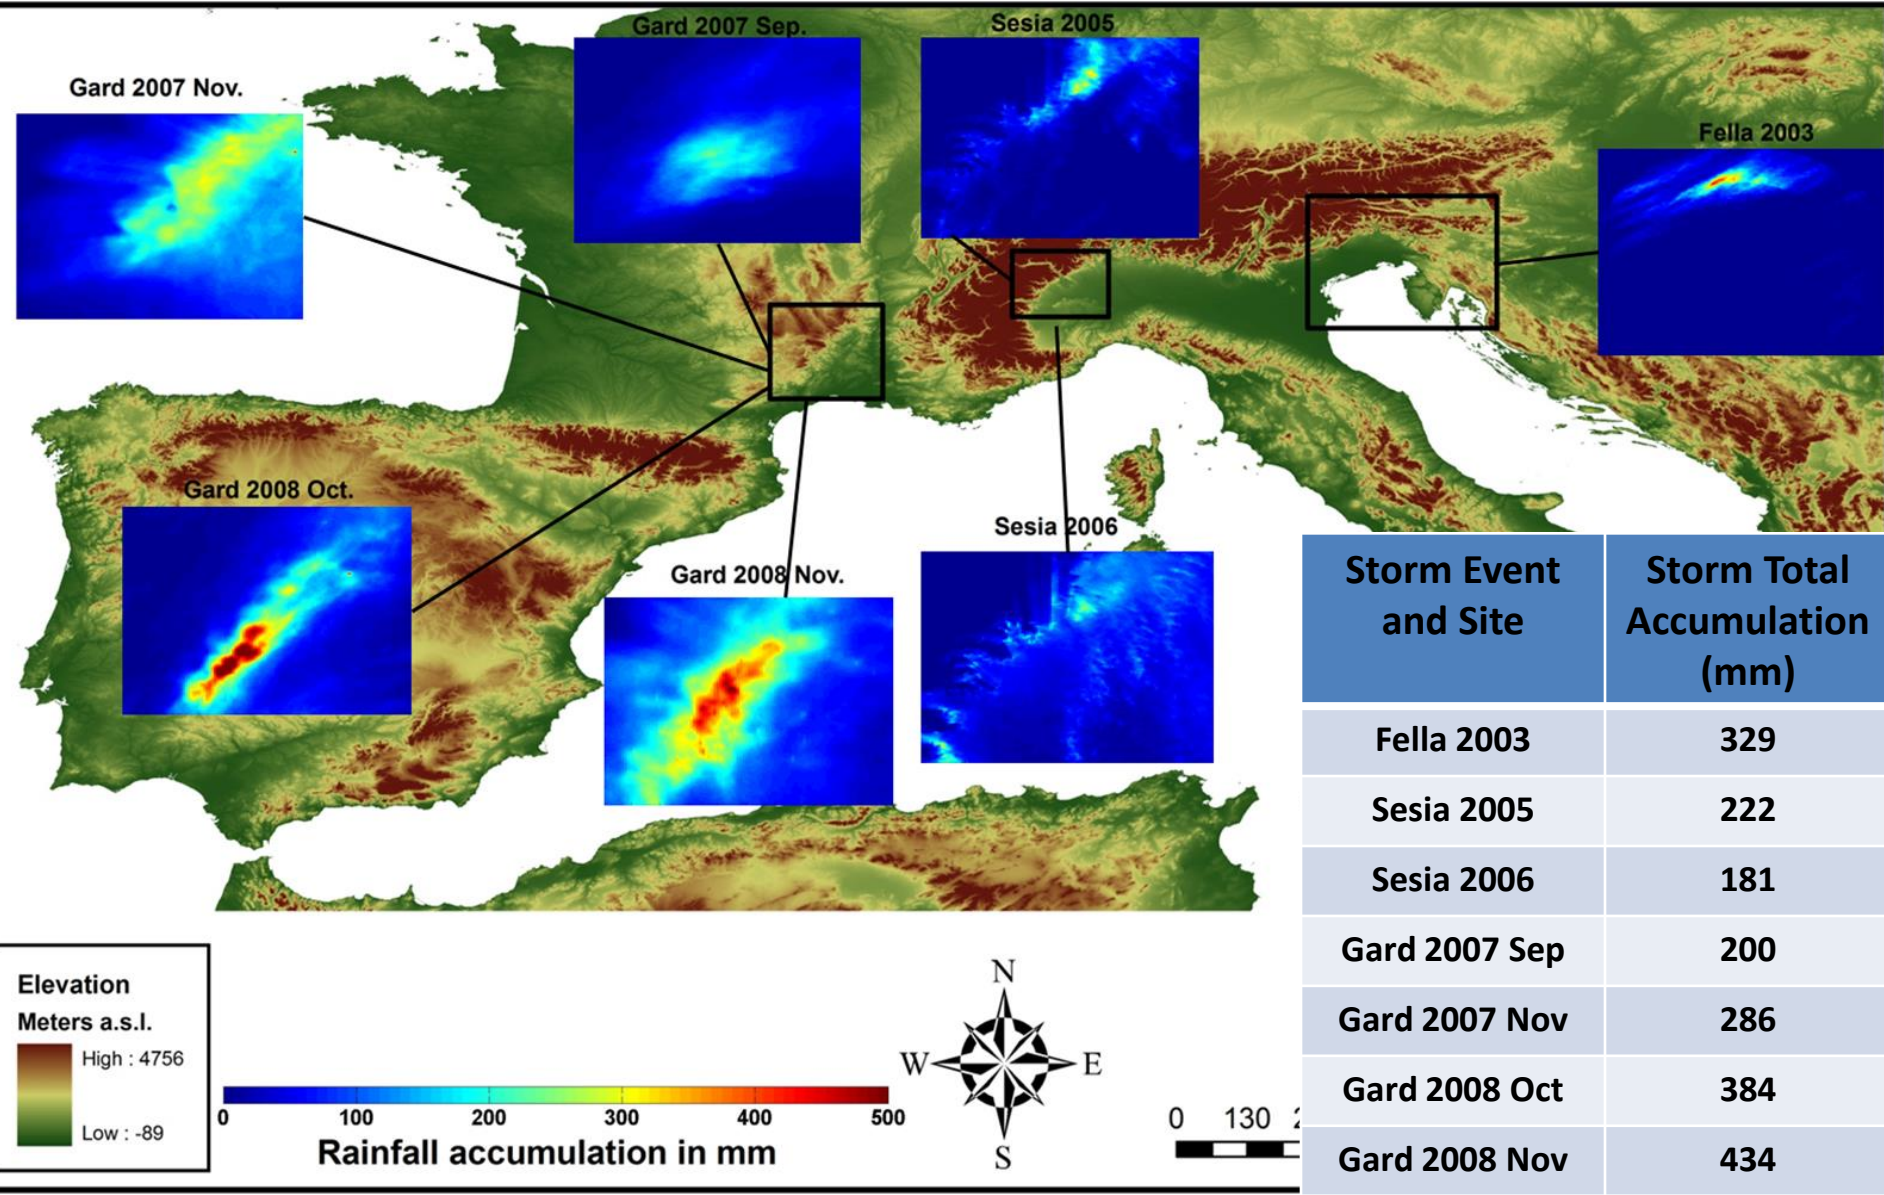 Gard 2007 Sep.
Sesia 2005
Gard 2007 Nov.
Fella 2003
Gard 2008 Oct.
Sesia 2006
Gard 2008 Nov.
Storm Event
and Site
Storm Total
Accumulation
(mm)
Fella 2003 329
Sesia 2005 222
Sesia 2006 181
Gard 2007 Sep 200
Gard 2007 Nov 286
Gard 2008 Oct 384
Gard 2008 Nov 434
Elevation
Meters a.s.l.
High : 4756
Low : -89
0 100 200 300 400 500
Rainfall accumulation in mm
N
W E
S
0 130